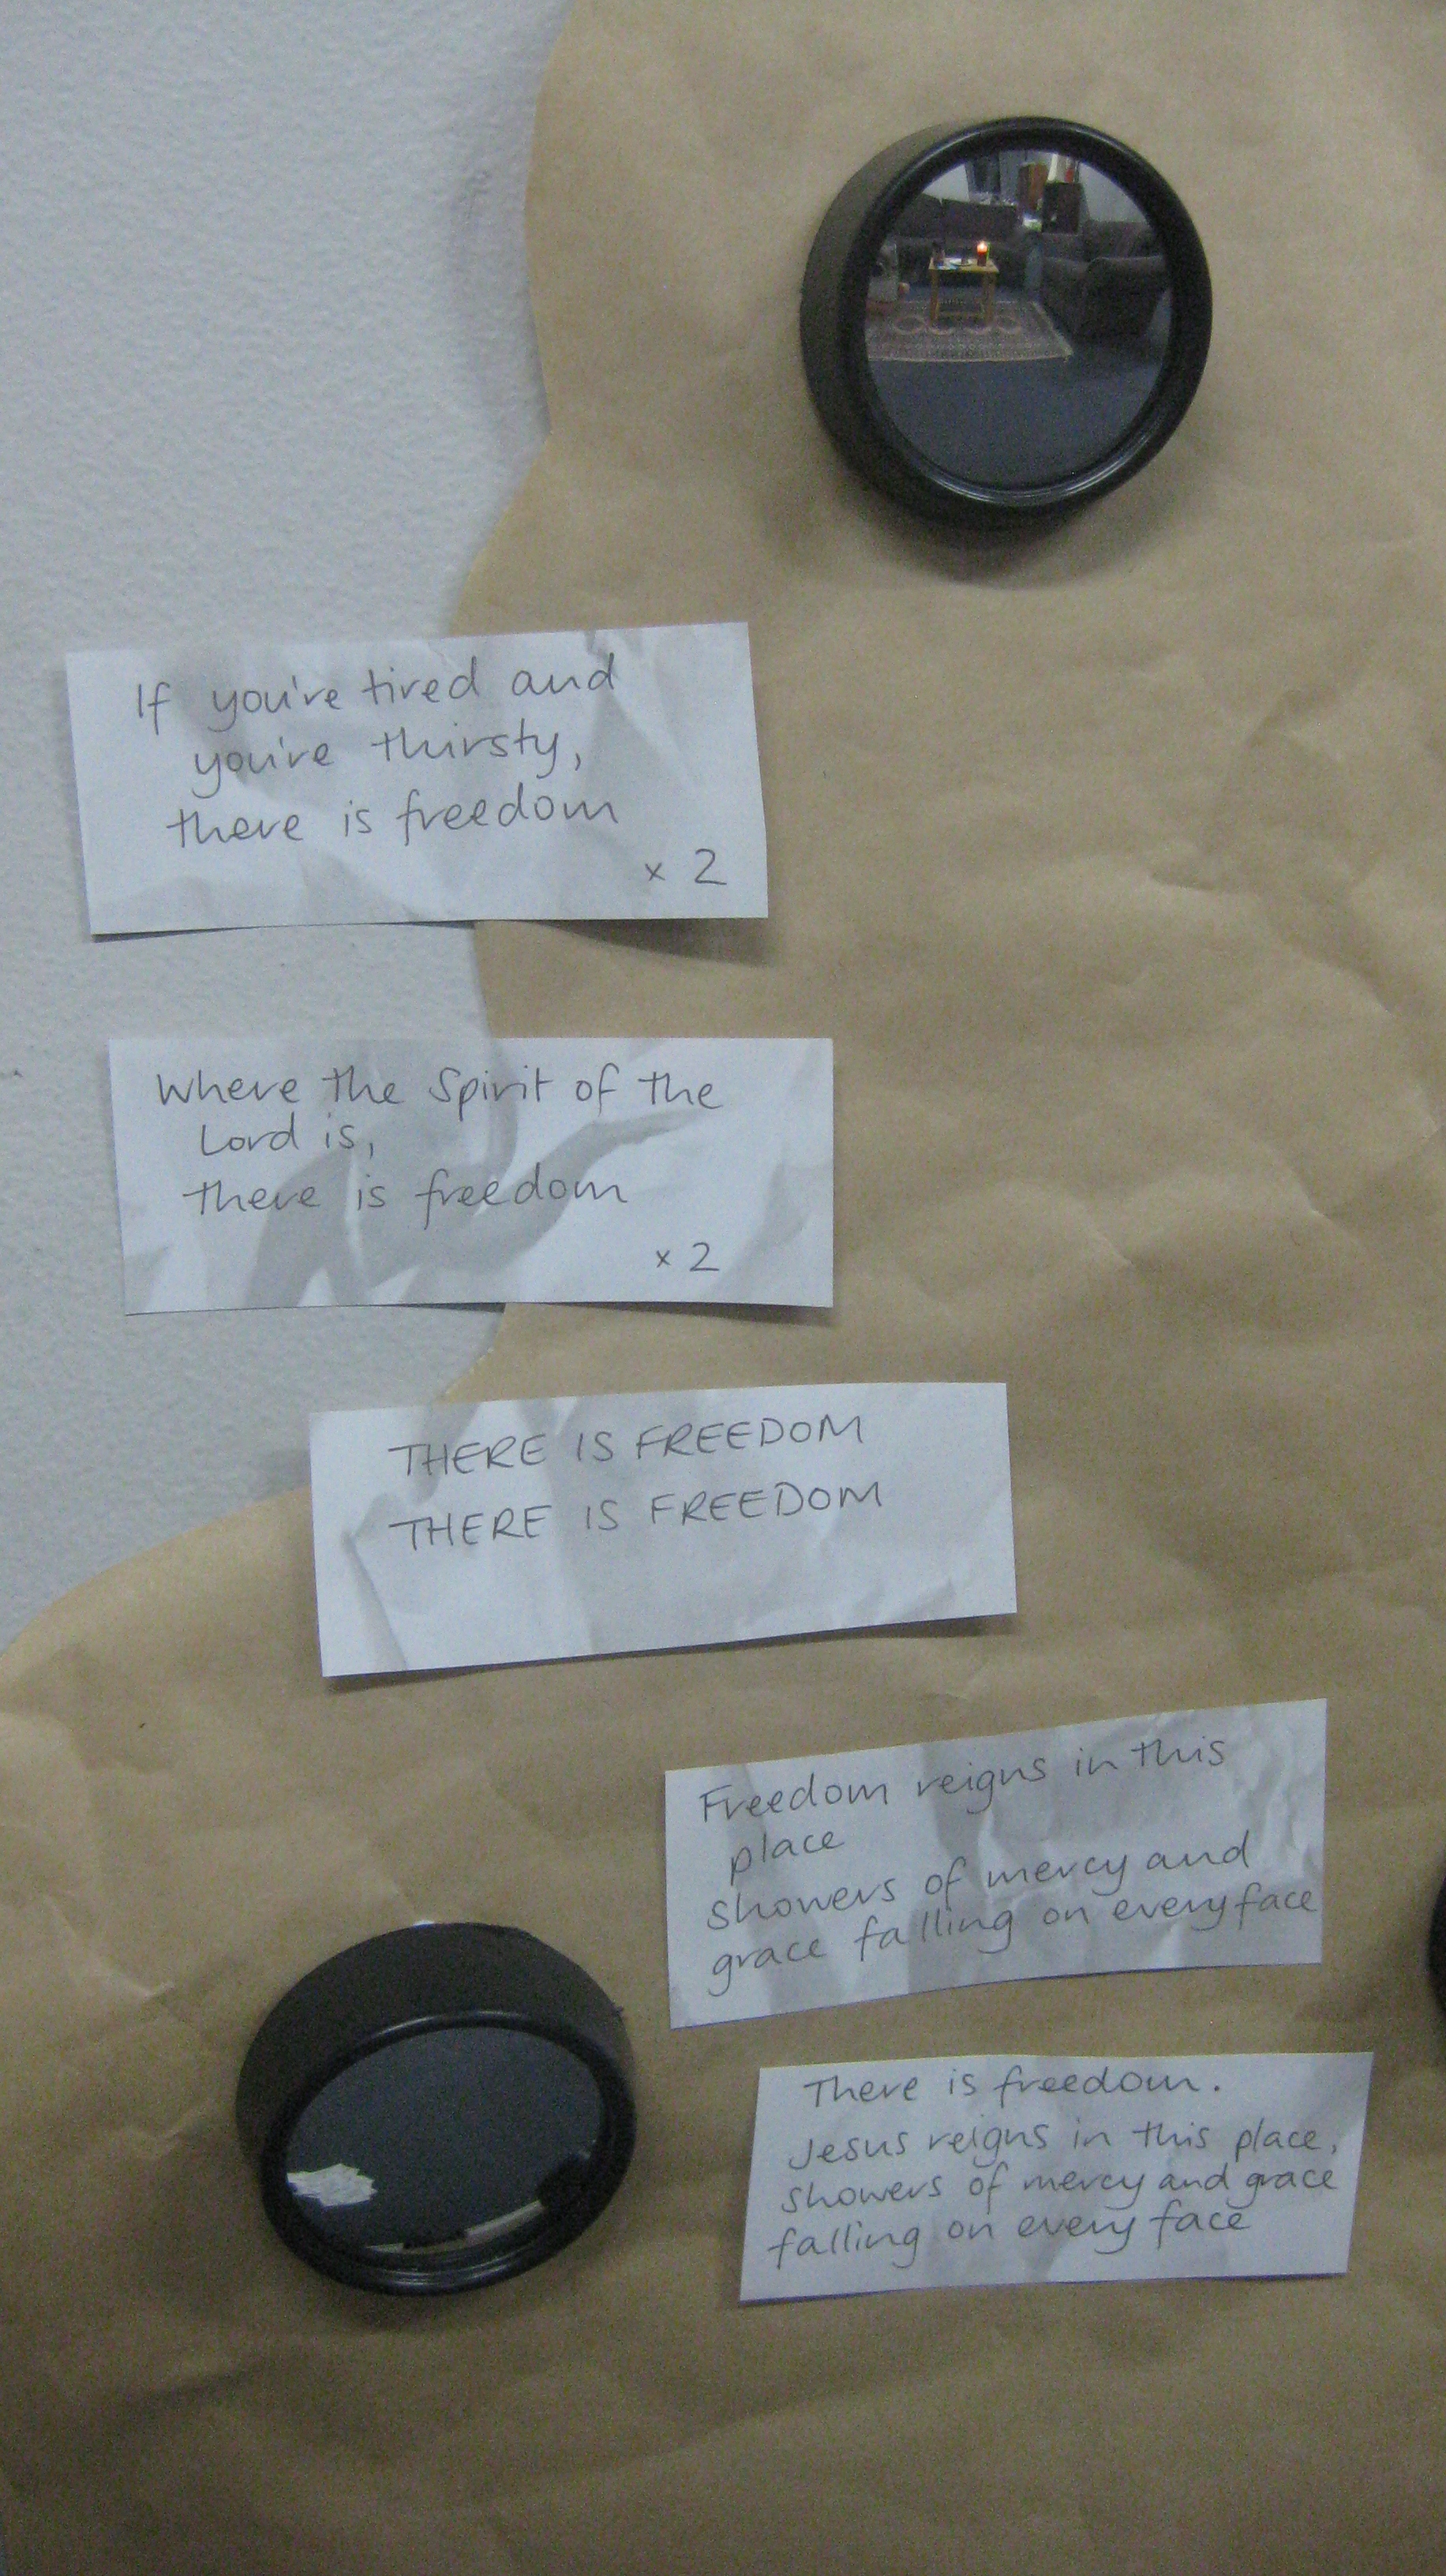 If you're tired and
you're thirsty,
there is freedom
x 2
Where the Spirit of the
Lord is,
there is freedom
x 2
THERE IS FREEDOM
THERE IS FREEDOM
Freedom reigns in this
place
showers of mercy and
grace falling on every face
There is freedom.
Jesus reigns in this place,
showers of mercy and grace
falling on every face